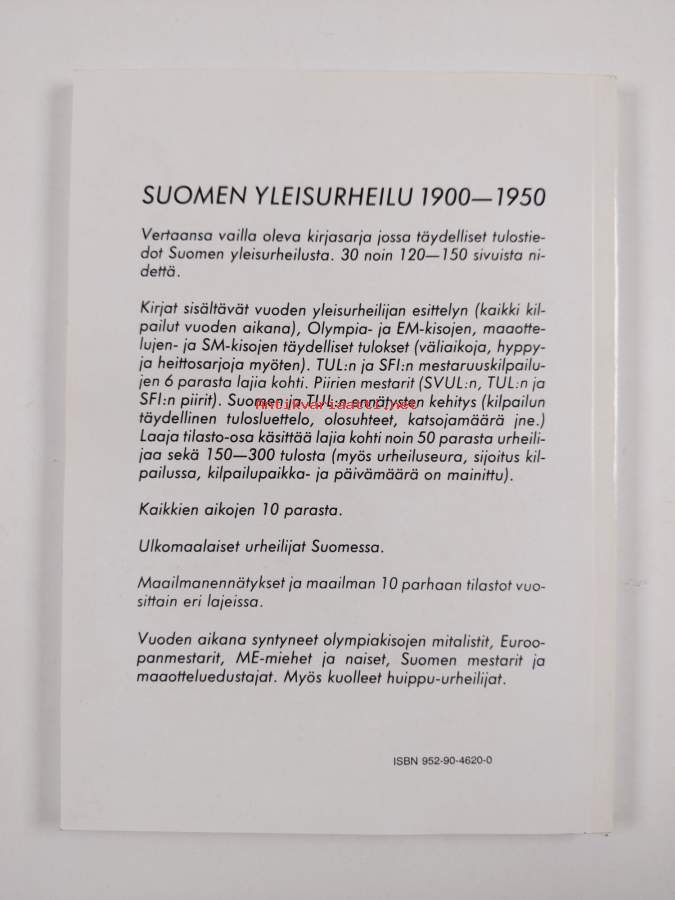 SUOMEN YLEISURHEILU 1900—1950
Vertaansa vailla oleva kirjasarja jossa täydelliset tulostie-
dot Suomen yleisurheilusta. 30 noin 120—150 sivuista ni-
dettä.
Kirjat sisältävät vuoden yleisurheilijan esittelyn (kaikki kil-
pailut vuoden aikana), Olympia- ja EM-kisojen, maaotte-
lujen- ja SM-kisojen täydelliset tulokset (väliaikoja, hyppy-
ja heittosarjoja myöten). TUL:n ja SFI:n mestaruuskilpailu-
jen 6 parasta lajia kohti. Piirien mestarit (SVUL:n, TUL:n ja
SFI:n piirit). Suomen ja TUL:n ennätysten kehitys (kilpailun
Antikvariaatti.net
täydellinen tulosluettelo, olosuhteet, katsojamäärä jne.)
Laaja tilasto-osa käsittää lajia kohti noin 50 parasta urheili-
jaa sekä 150—300 tulosta (myös urheiluseura, sijoitus kil-
pailussa, kilpailupaikka- ja päivämäärä on mainittu).
Kaikkien aikojen 10 parasta.
Ulkomaalaiset urheilijat Suomessa.
Maailmanennätykset ja maailman 10 parhaan tilastot vuo-
sittain eri lajeissa.
Vuoden aikana syntyneet olympiakisojen mitalistit, Euroo-
panmestarit, ME-miehet ja naiset, Suomen mestarit ja
maaotteluedustajat. Myös kuolleet huippu-urheilijat.
ISBN 952-90-4620-0